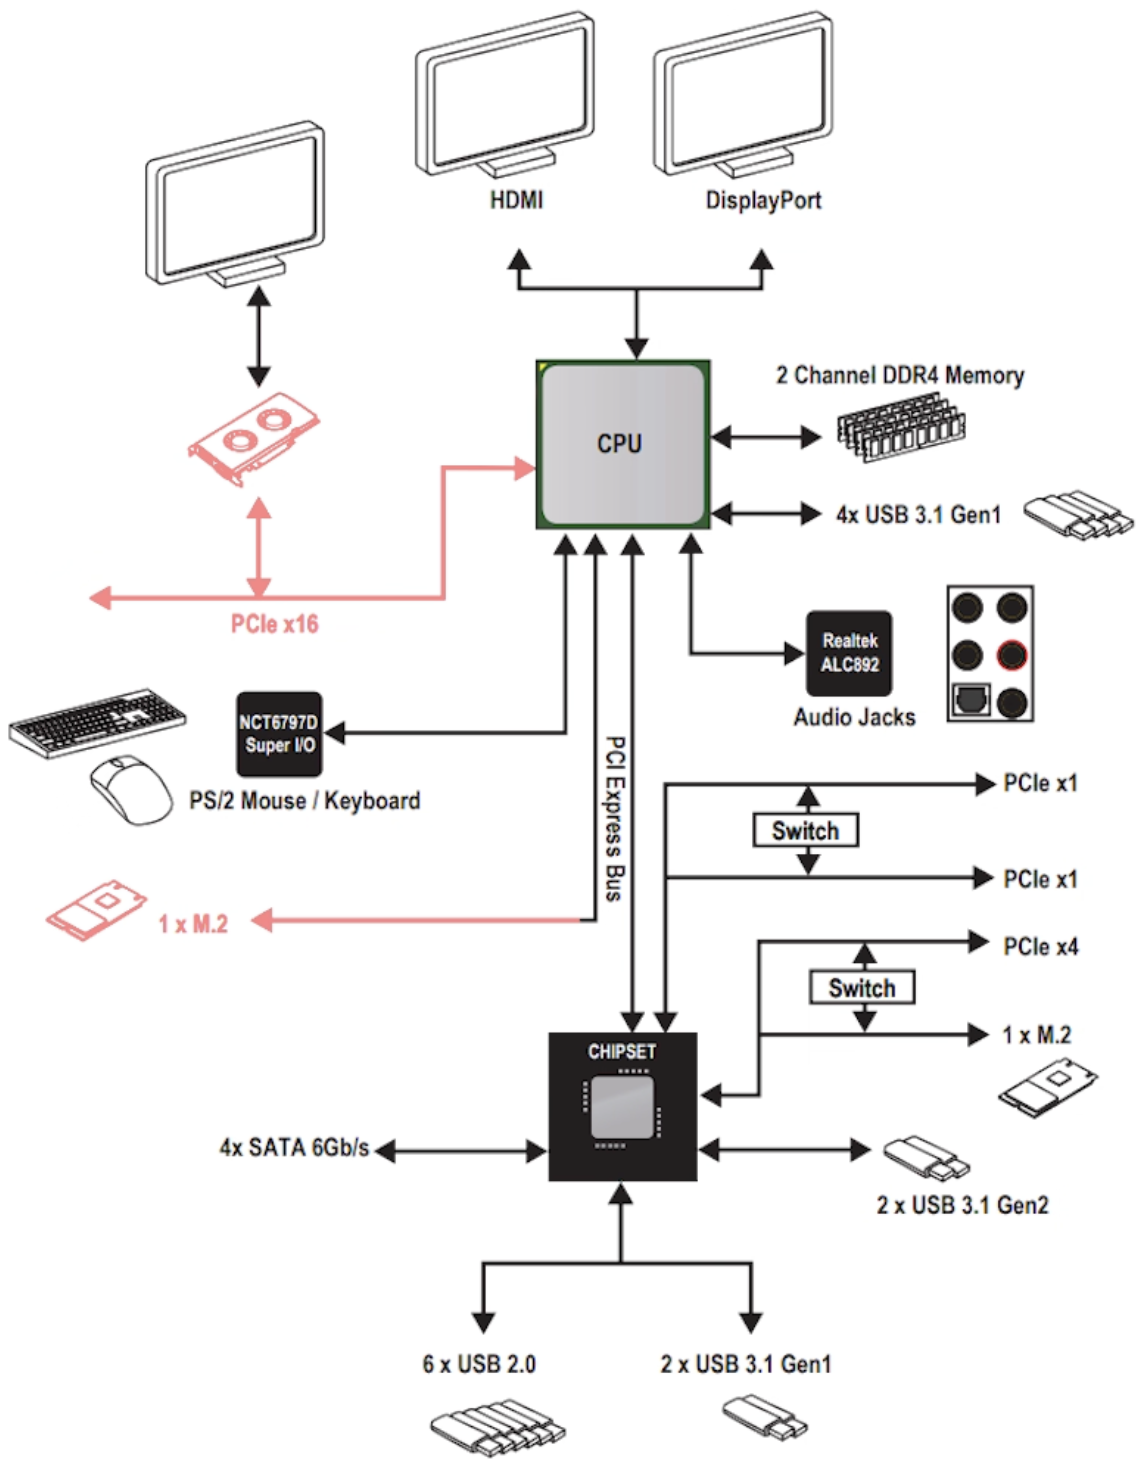 HDMI
DisplayPort
2 Channel DDR4 Memory
CPU
4x USB 3.1 Gen1
PCIe x16
Realtek
ALC892
Audio Jacks
NCT6797D
Super I/O
PS/2 Mouse / Keyboard
PCI Express Bus
PCIe x1
Switch
PCIe x1
1 x M.2
PCIe x4
Switch
1 x M.2
CHIPSET
4x SATA 6Gb/s
2 x USB 3.1 Gen2
6 x USB 2.0
2 x USB 3.1 Gen1